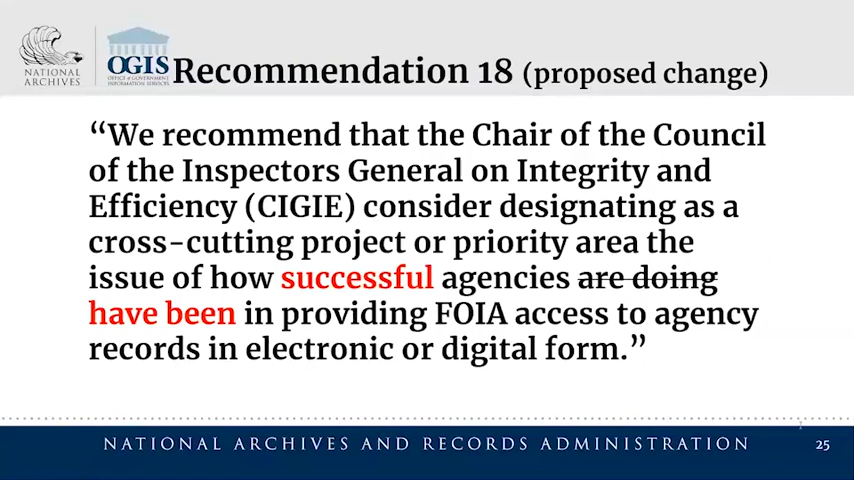 NATIONAL
ARCHIVES
OGIS
OFFICE of GOVERNMENT
INFORMATION SERVICES
Recommendation 18 (proposed change)
“We recommend that the Chair of the Council
of the Inspectors General on Integrity and
Efficiency (CIGIE) consider designating as a
cross-cutting project or priority area the
issue of how successful agencies are doing
have been in providing FOIA access to agency
records in electronic or digital form.”
NATIONAL ARCHIVES AND RECORDS ADMINISTRATION
25